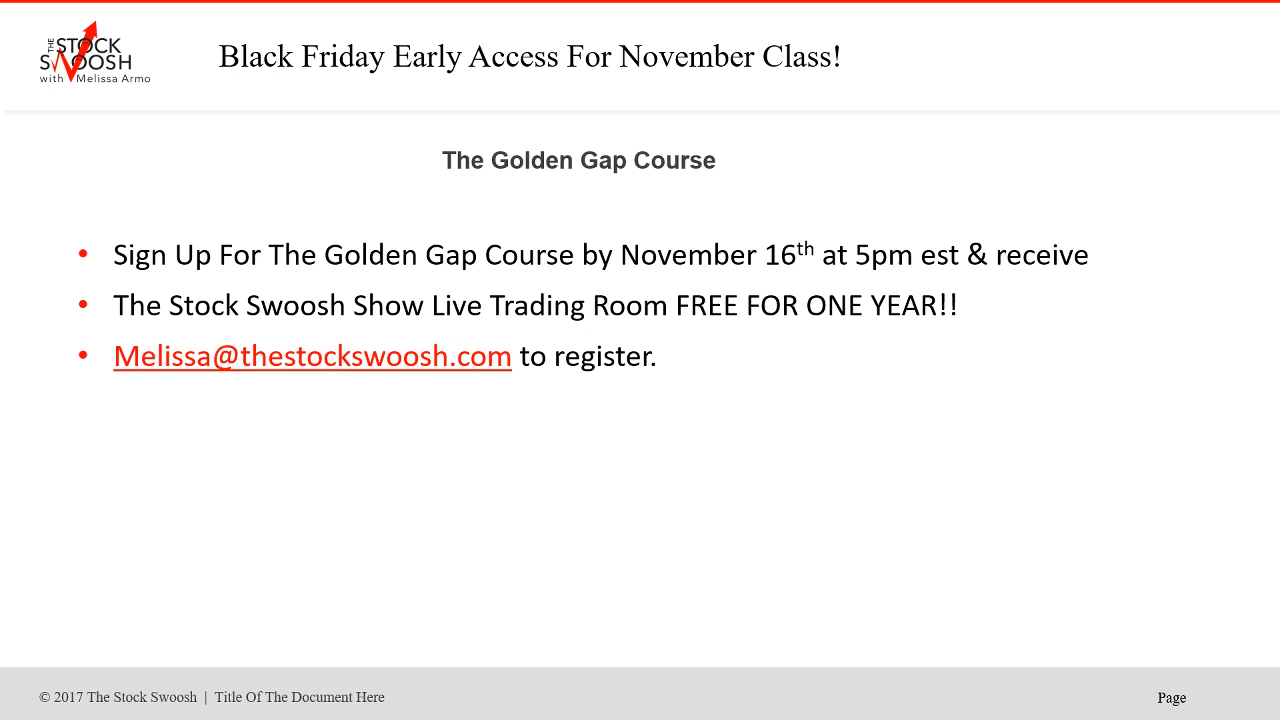 THE STOCK
SWOOSH
with Melissa Armo
Black Friday Early Access For November Class!
The Golden Gap Course
• Sign Up For The Golden Gap Course by November 16th at 5pm est & receive
• The Stock Swoosh Show Live Trading Room FREE FOR ONE YEAR!!
• Melissa@thestockswoosh.com to register.
© 2017 The Stock Swoosh | Title Of The Document Here
Page